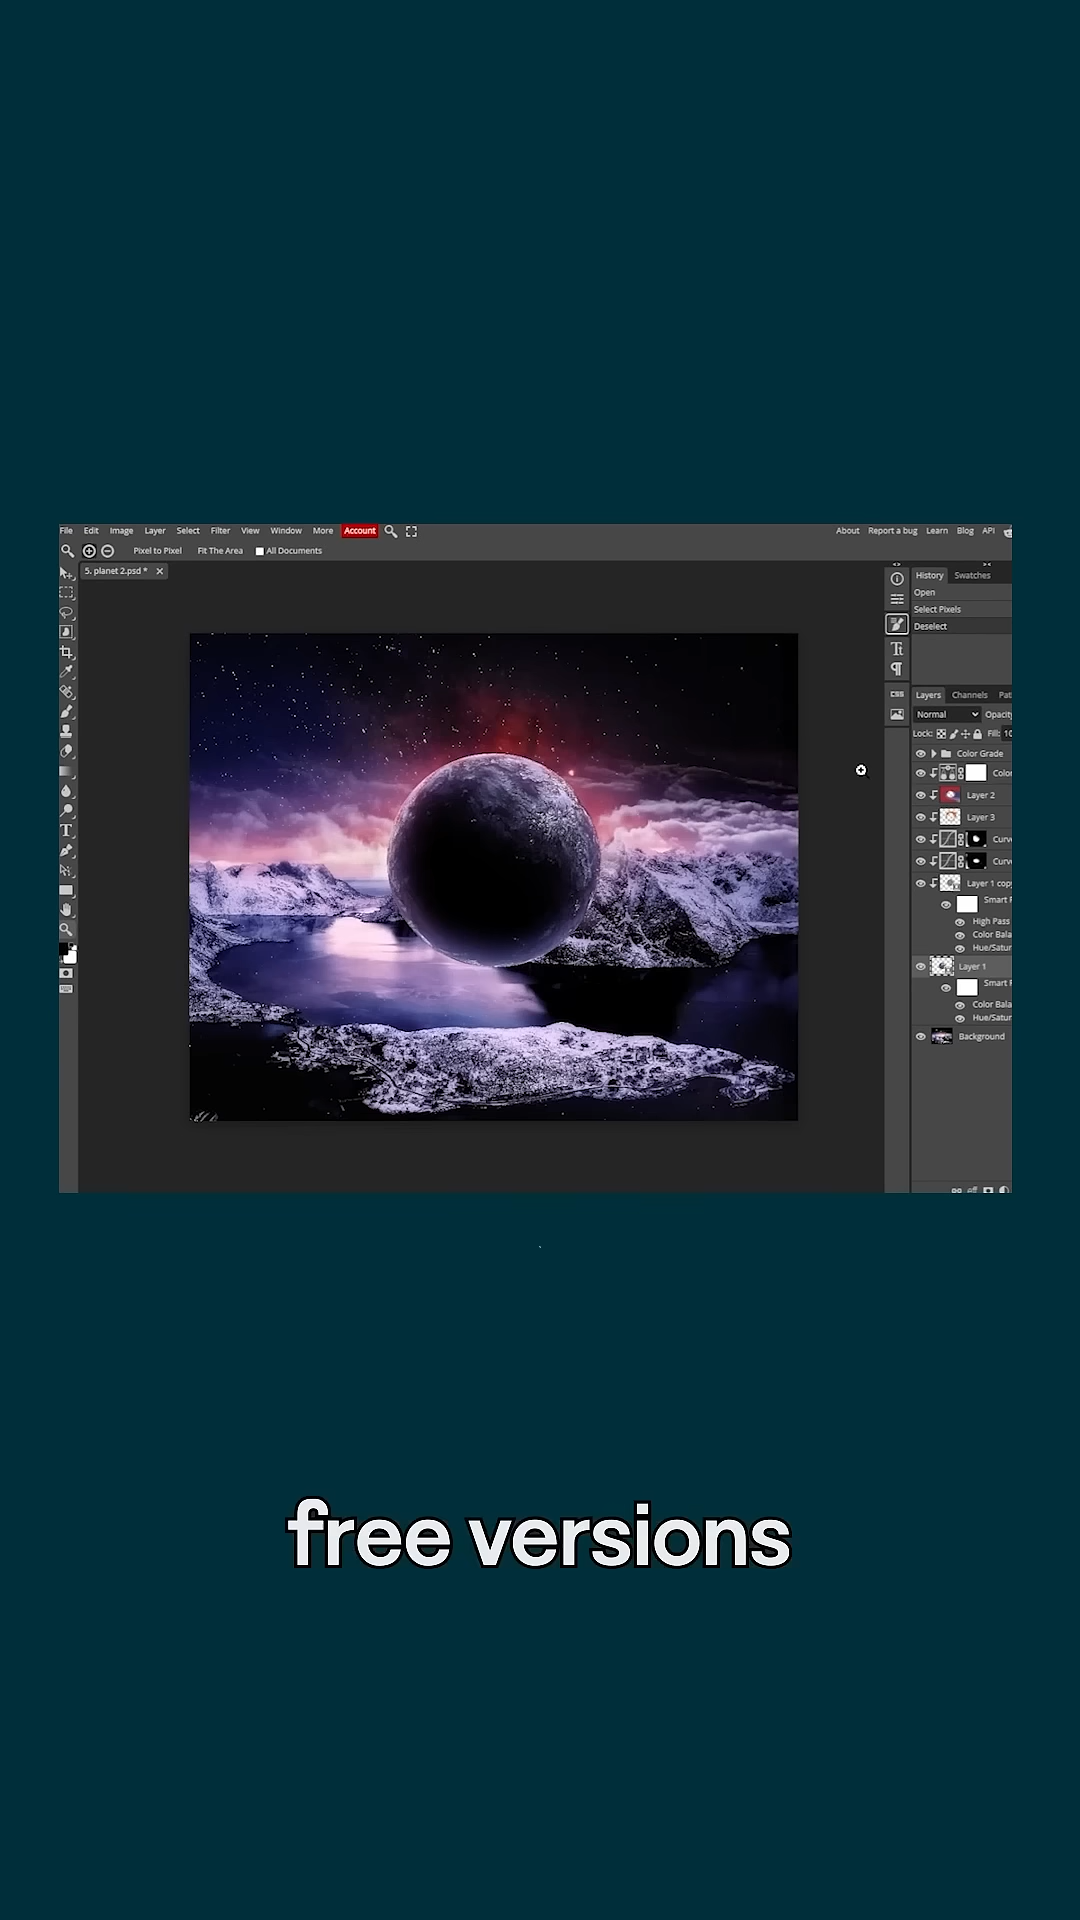 File Edit Image Layer Select Filter View Window More Account
About Report a bug Learn Blog API
Pixel to Pixel Fit The Area All Documents
5. planet 2.psd *
History Swatches
Open
Select Pixels
Deselect
CSS
Layers Channels Pat
Normal Opacity
Lock: Fill: 10
Color Grade
Color
Layer 2
Layer 3
Curv
Curv
Layer 1 cop
Smart F
High Pass
Color Bala
Hue/Satur
Layer 1
Smart F
Color Bala
Hue/Satur
Background
eff
free versions